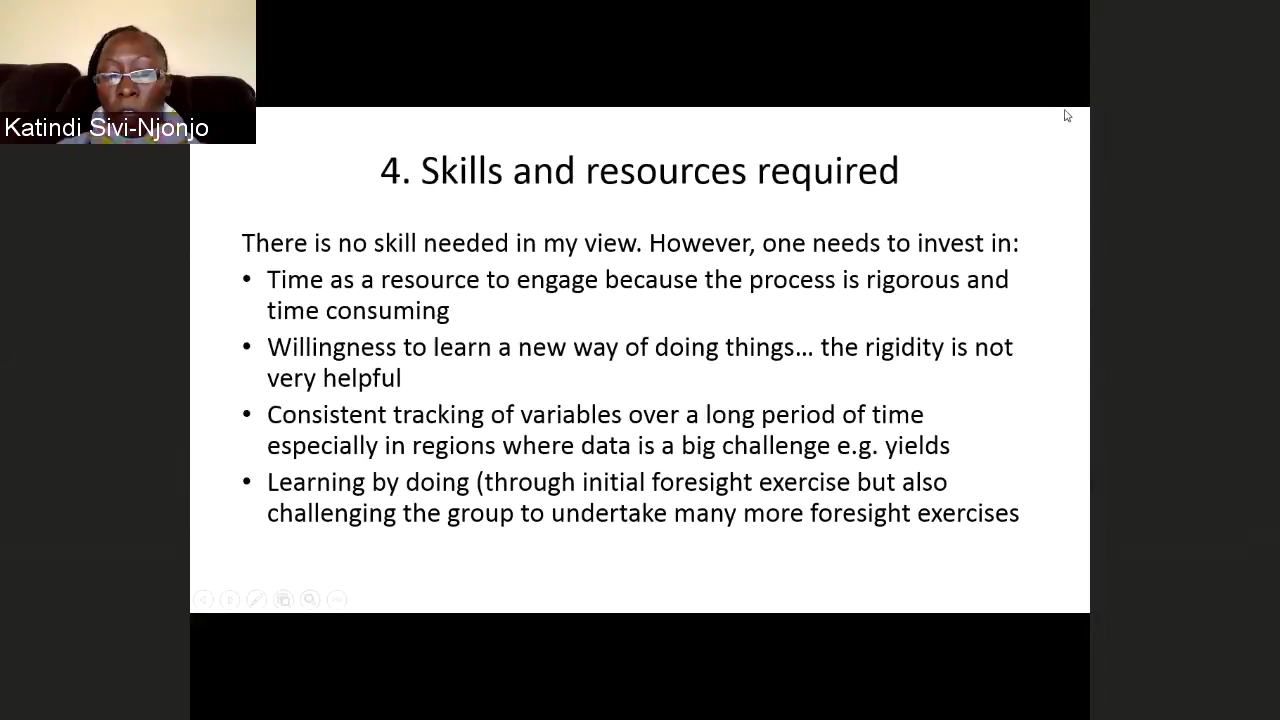 Katindi Sivi-Njonjo
4. Skills and resources required
There is no skill needed in my view. However, one needs to invest in:
• Time as a resource to engage because the process is rigorous and
time consuming
• Willingness to learn a new way of doing things… the rigidity is not
very helpful
• Consistent tracking of variables over a long period of time
especially in regions where data is a big challenge e.g. yields
• Learning by doing (through initial foresight exercise but also
challenging the group to undertake many more foresight exercises